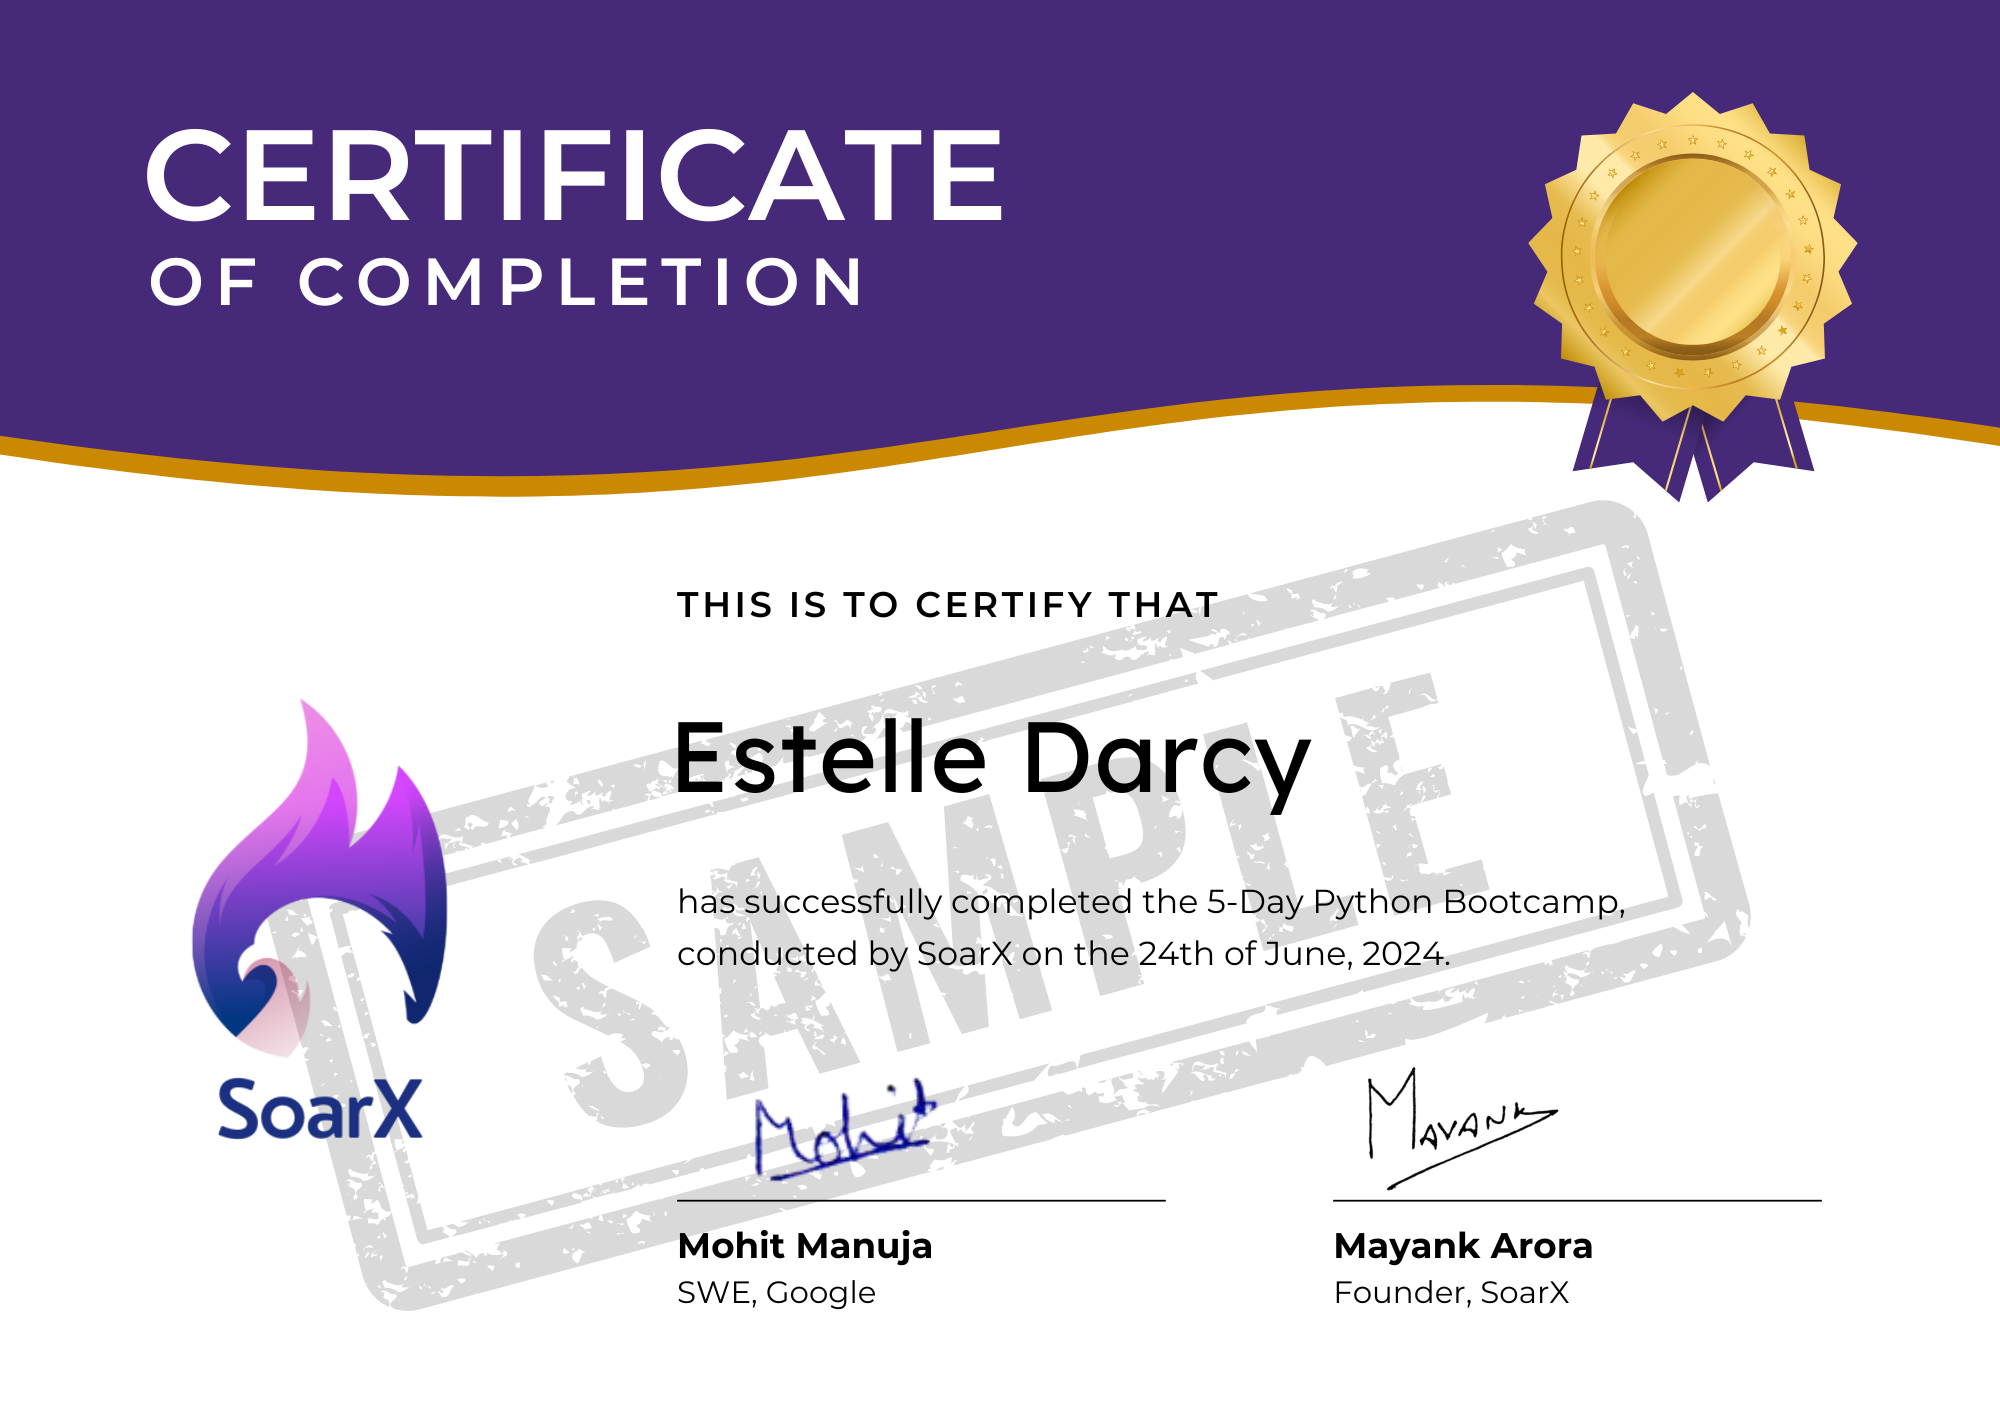 CERTIFICATE
OF COMPLETION
THIS IS TO CERTIFY THAT
Estelle Darcy
SAMPLE
has successfully completed the 5-Day Python Bootcamp,
conducted by SoarX on the 24th of June, 2024.
SoarX
Mohit
Mayank
Mohit Manuja
SWE, Google
Mayank Arora
Founder, SoarX